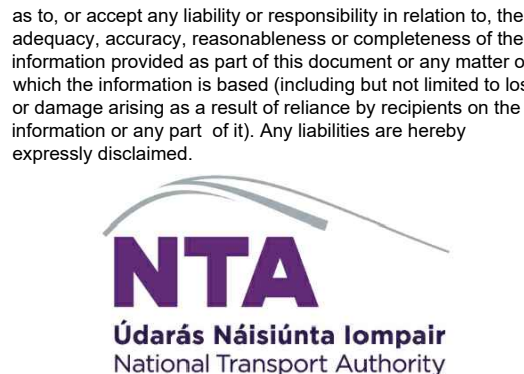 as to, or accept any liability or responsibility in relation to, the
adequacy, accuracy, reasonableness or completeness of the
information provided as part of this document or any matter o
which the information is based (including but not limited to los
or damage arising as a result of reliance by recipients on the
information or any part of it). Any liabilities are hereby
expressly disclaimed.
NTA
Údarás Náisiúnta Iompair
National Transport Authority